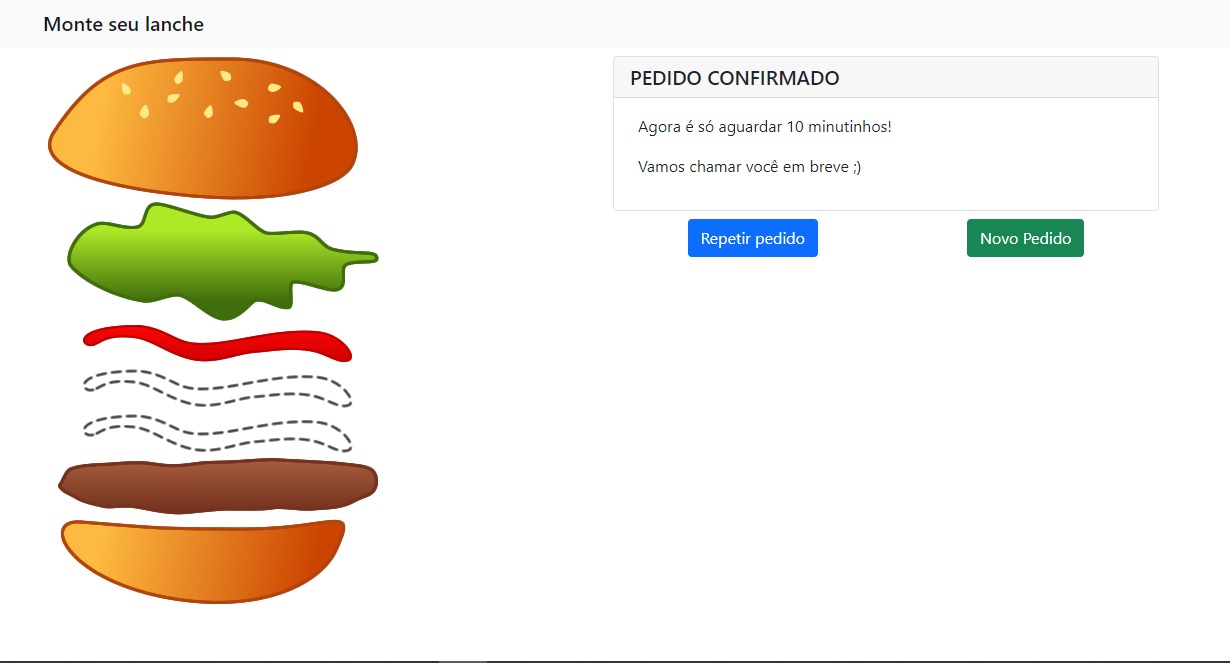 Monte seu lanche
PEDIDO CONFIRMADO
Agora é só aguardar 10 minutinhos!
Vamos chamar você em breve ;)
Repetir pedido
Novo Pedido